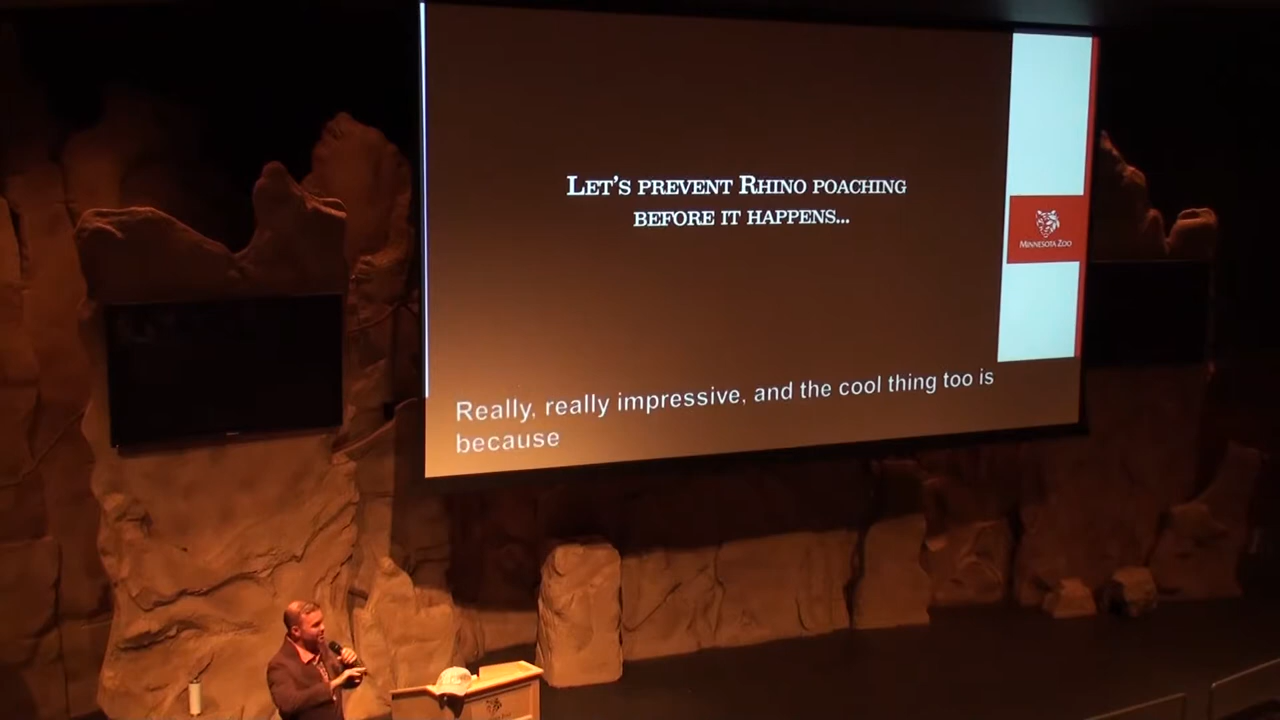 LET'S PREVENT RHINO POACHING
BEFORE IT HAPPENS...
MINNESOTA ZOO
Really, really impressive, and the cool thing too is
because